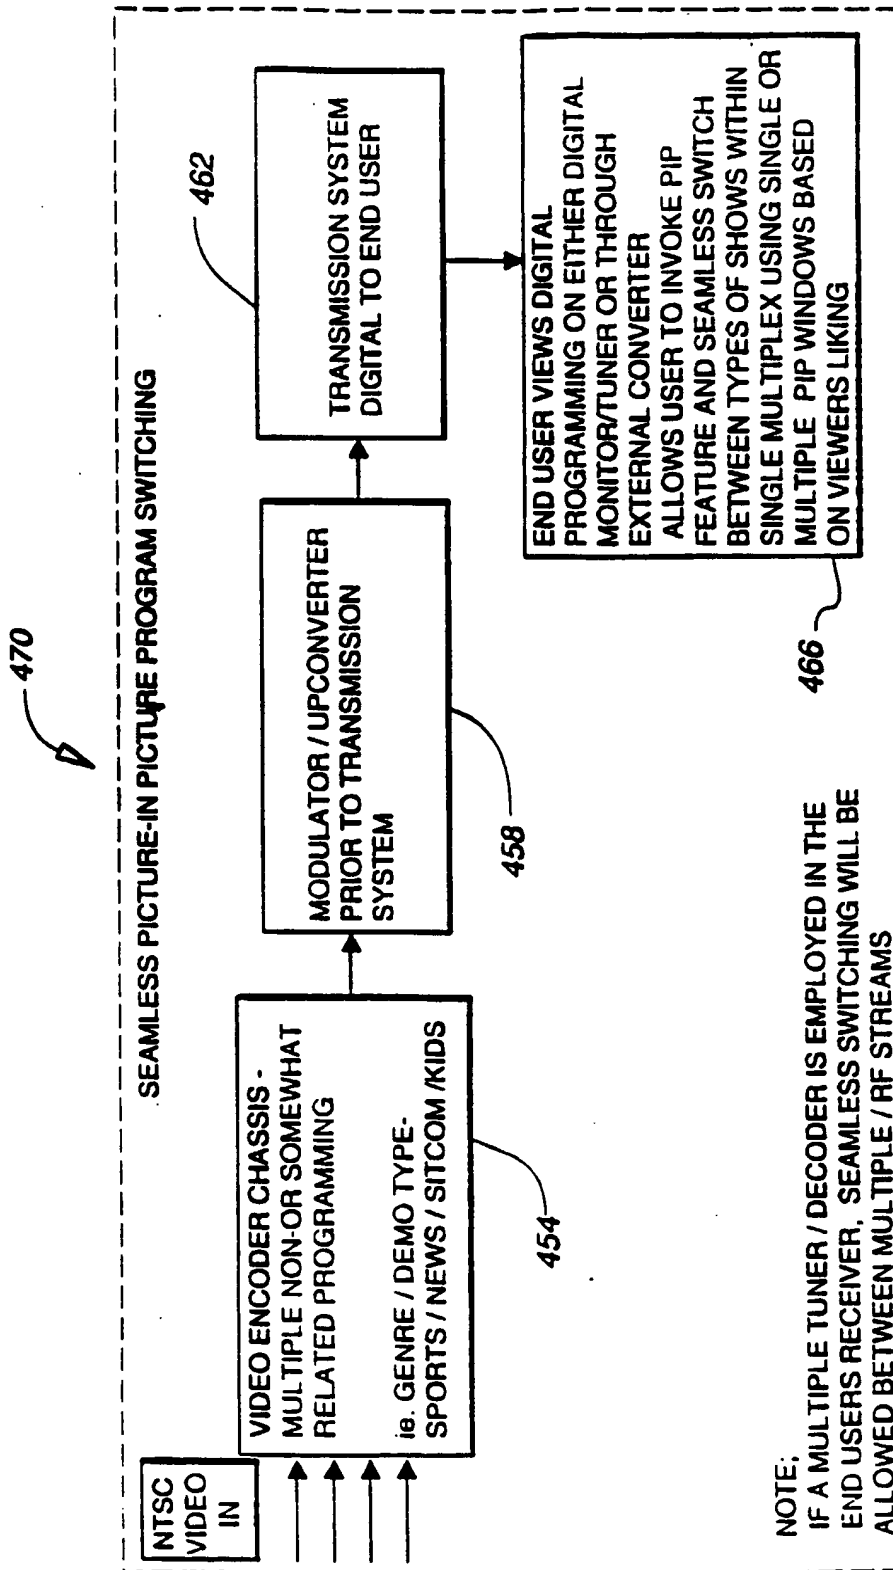 470
SEAMLESS PICTURE-IN PICTURE PROGRAM SWITCHING
NTSC
VIDEO
IN
VIDEO ENCODER CHASSIS -
MULTIPLE NON-OR SOMEWHAT
RELATED PROGRAMMING
ie. GENRE / DEMO TYPE-
SPORTS / NEWS / SITCOM /KIDS
454
MODULATOR / UPCONVERTER
PRIOR TO TRANSMISSION
SYSTEM
458
TRANSMISSION SYSTEM
DIGITAL TO END USER
462
END USER VIEWS DIGITAL
PROGRAMMING ON EITHER DIGITAL
MONITOR/TUNER OR THROUGH
EXTERNAL CONVERTER
ALLOWS USER TO INVOKE PIP
FEATURE AND SEAMLESS SWITCH
BETWEEN TYPES OF SHOWS WITHIN
SINGLE MULTIPLEX USING SINGLE OR
MULTIPLE PIP WINDOWS BASED
ON VIEWERS LIKING
466
NOTE;
IF A MULTIPLE TUNER / DECODER IS EMPLOYED IN THE
END USERS RECEIVER, SEAMLESS SWITCHING WILL BE
ALLOWED BETWEEN MULTIPLE / RF STREAMS